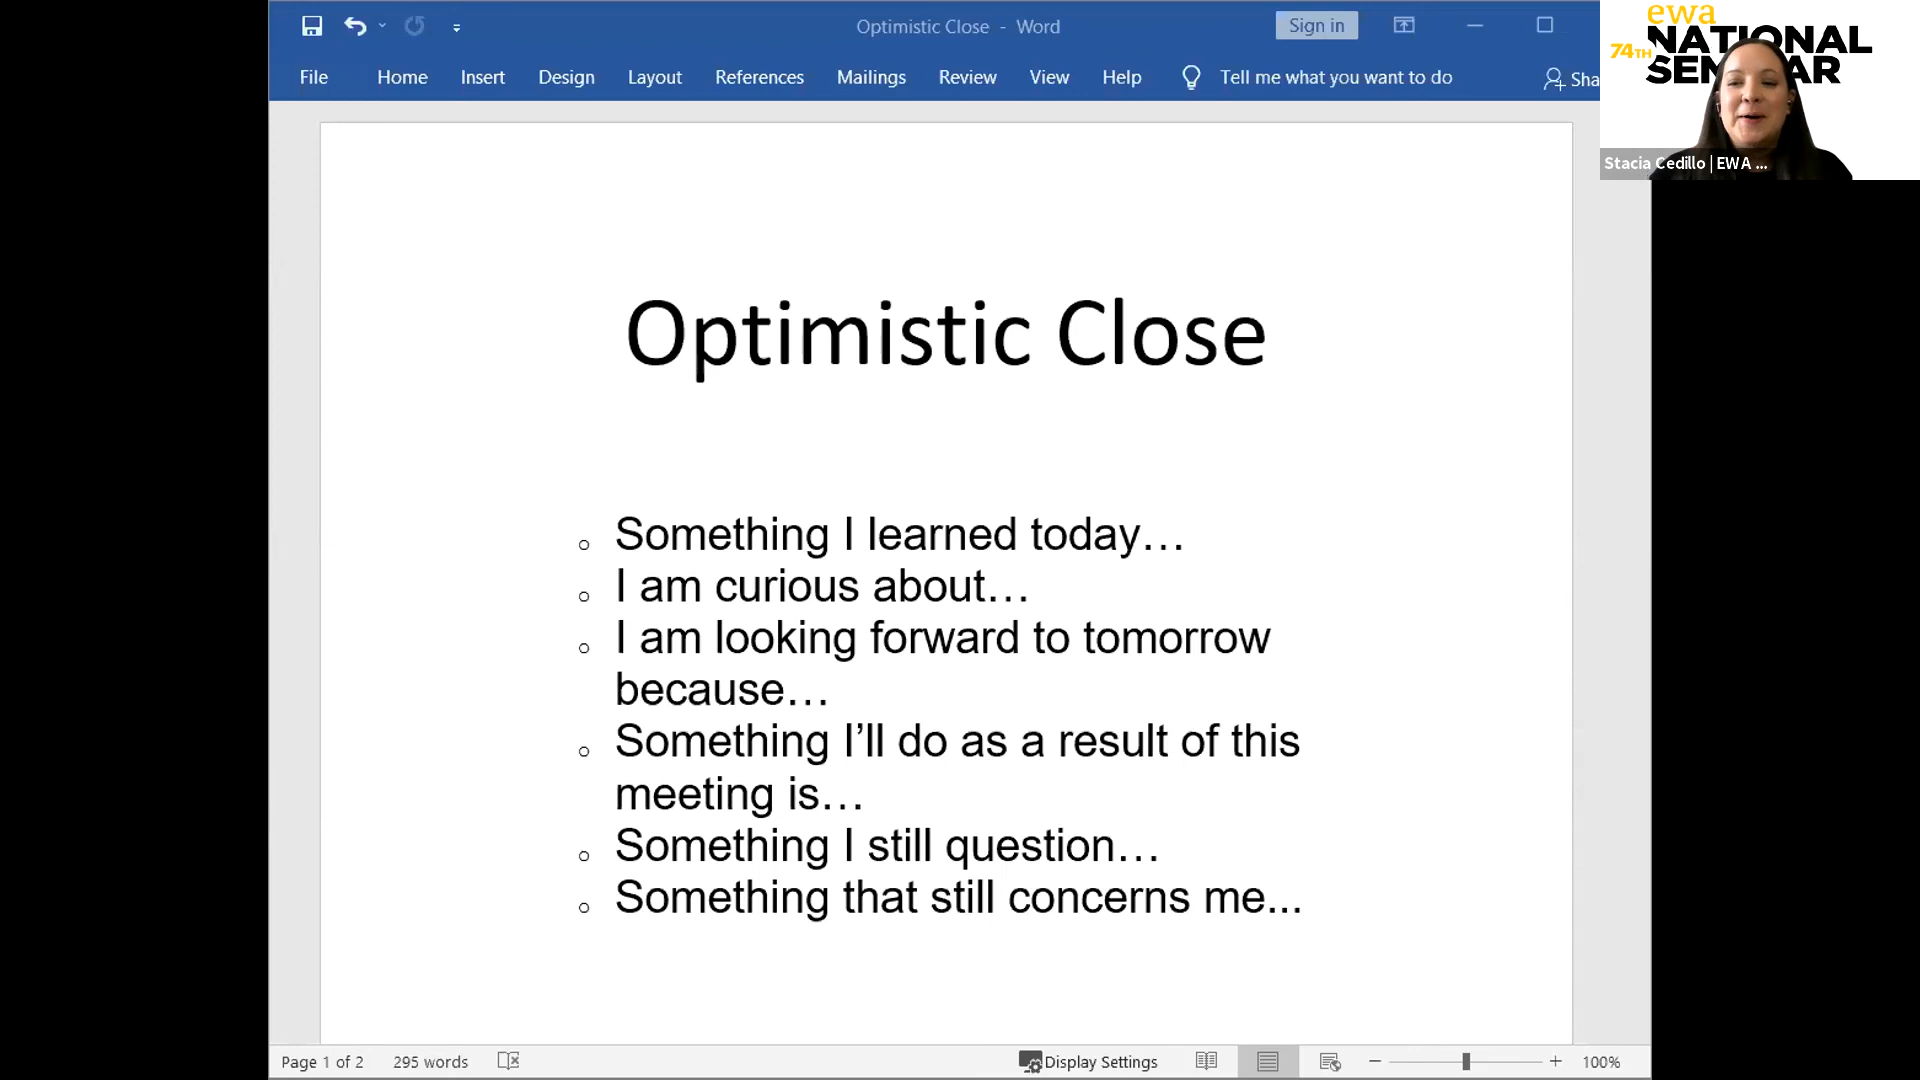 Optimistic Close - Word
Sign in
File Home Insert Design Layout References Mailings Review View Help Tell me what you want to do Sha
ewa
74TH NATIONAL
SEMINAR
Stacia Cedillo | EWA ...
Optimistic Close
Something I learned today…
I am curious about…
I am looking forward to tomorrow
because…
Something I’ll do as a result of this
meeting is…
Something I still question…
Something that still concerns me...
Page 1 of 2 295 words Display Settings 100%